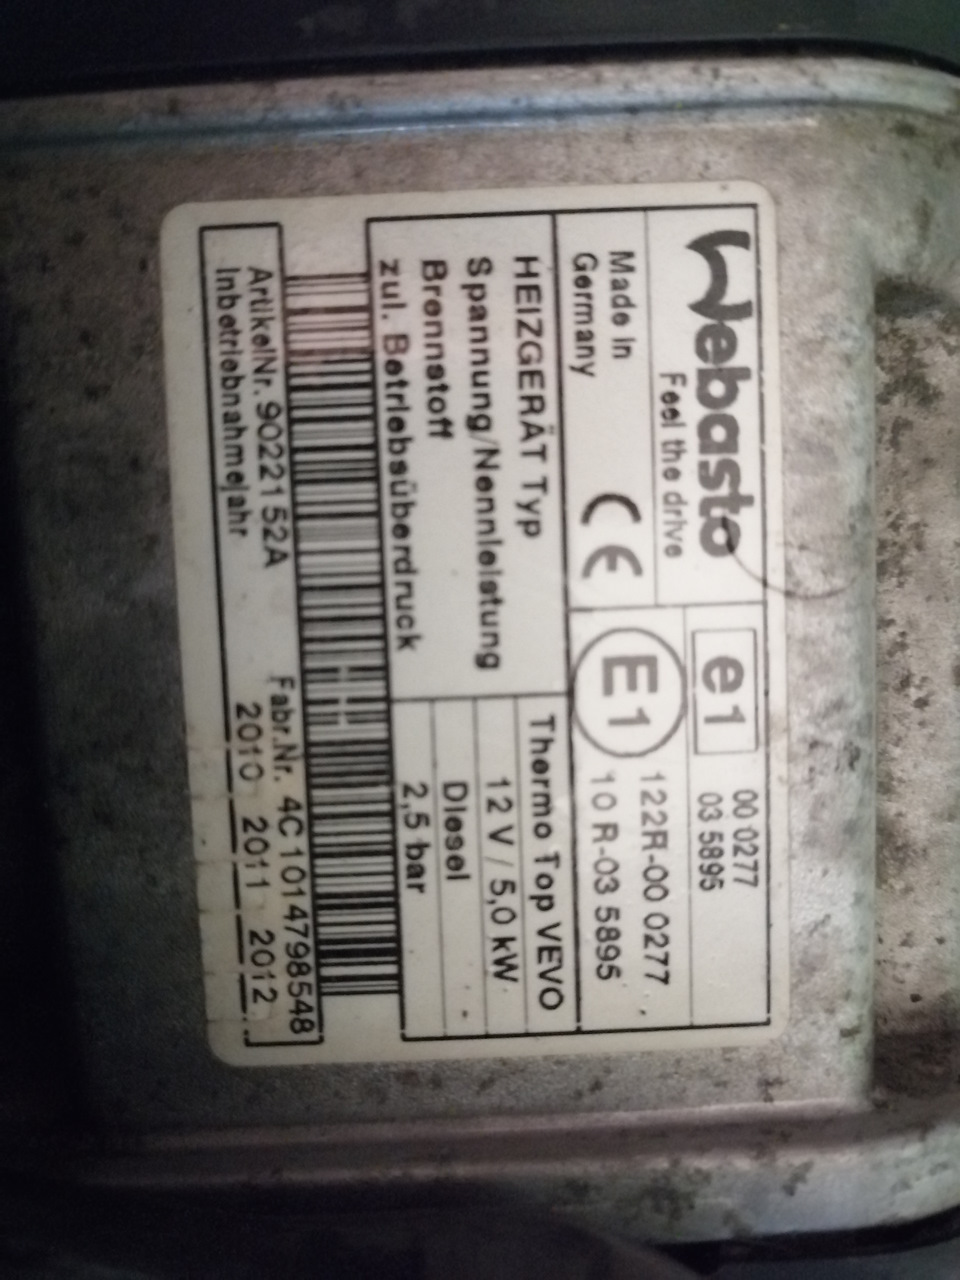 Webasto
Feel the drive
e1
00 0277
03 5895
Made in
Germany
CE
E1
122R-00 0277
10 R-03 5895
HEIZGERÄT Typ
Thermo Top VEVO
Spannung/Nennleistung
12 V / 5,0 kW
Brennstoff
Diesel
zul. Betriebsüberdruck
2,5 bar
ArtikelNr. 9022152A
Fabr.Nr. 4C1014798548
Inbetriebnahmejahr
2010 2011 2012